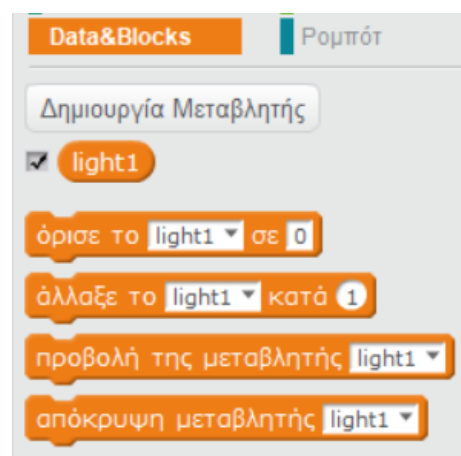 Data&Blocks Ρομπότ
Δημιουργία Μεταβλητής
light1
όρισε το light1 σε 0
άλλαξε το light1 κατά 1
προβολή της μεταβλητής light1
απόκρυψη μεταβλητής light1